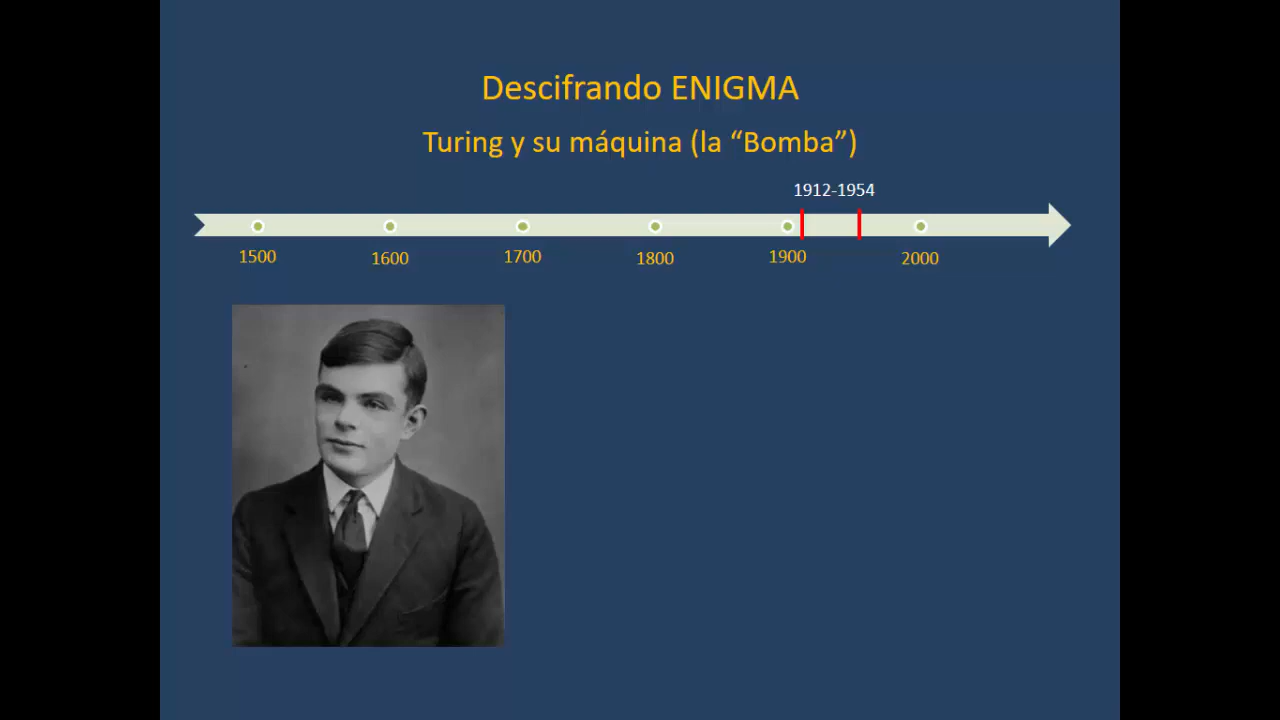 Descifrando ENIGMA
Turing y su máquina (la “Bomba”)
1912-1954
1500 1600 1700 1800 1900 2000